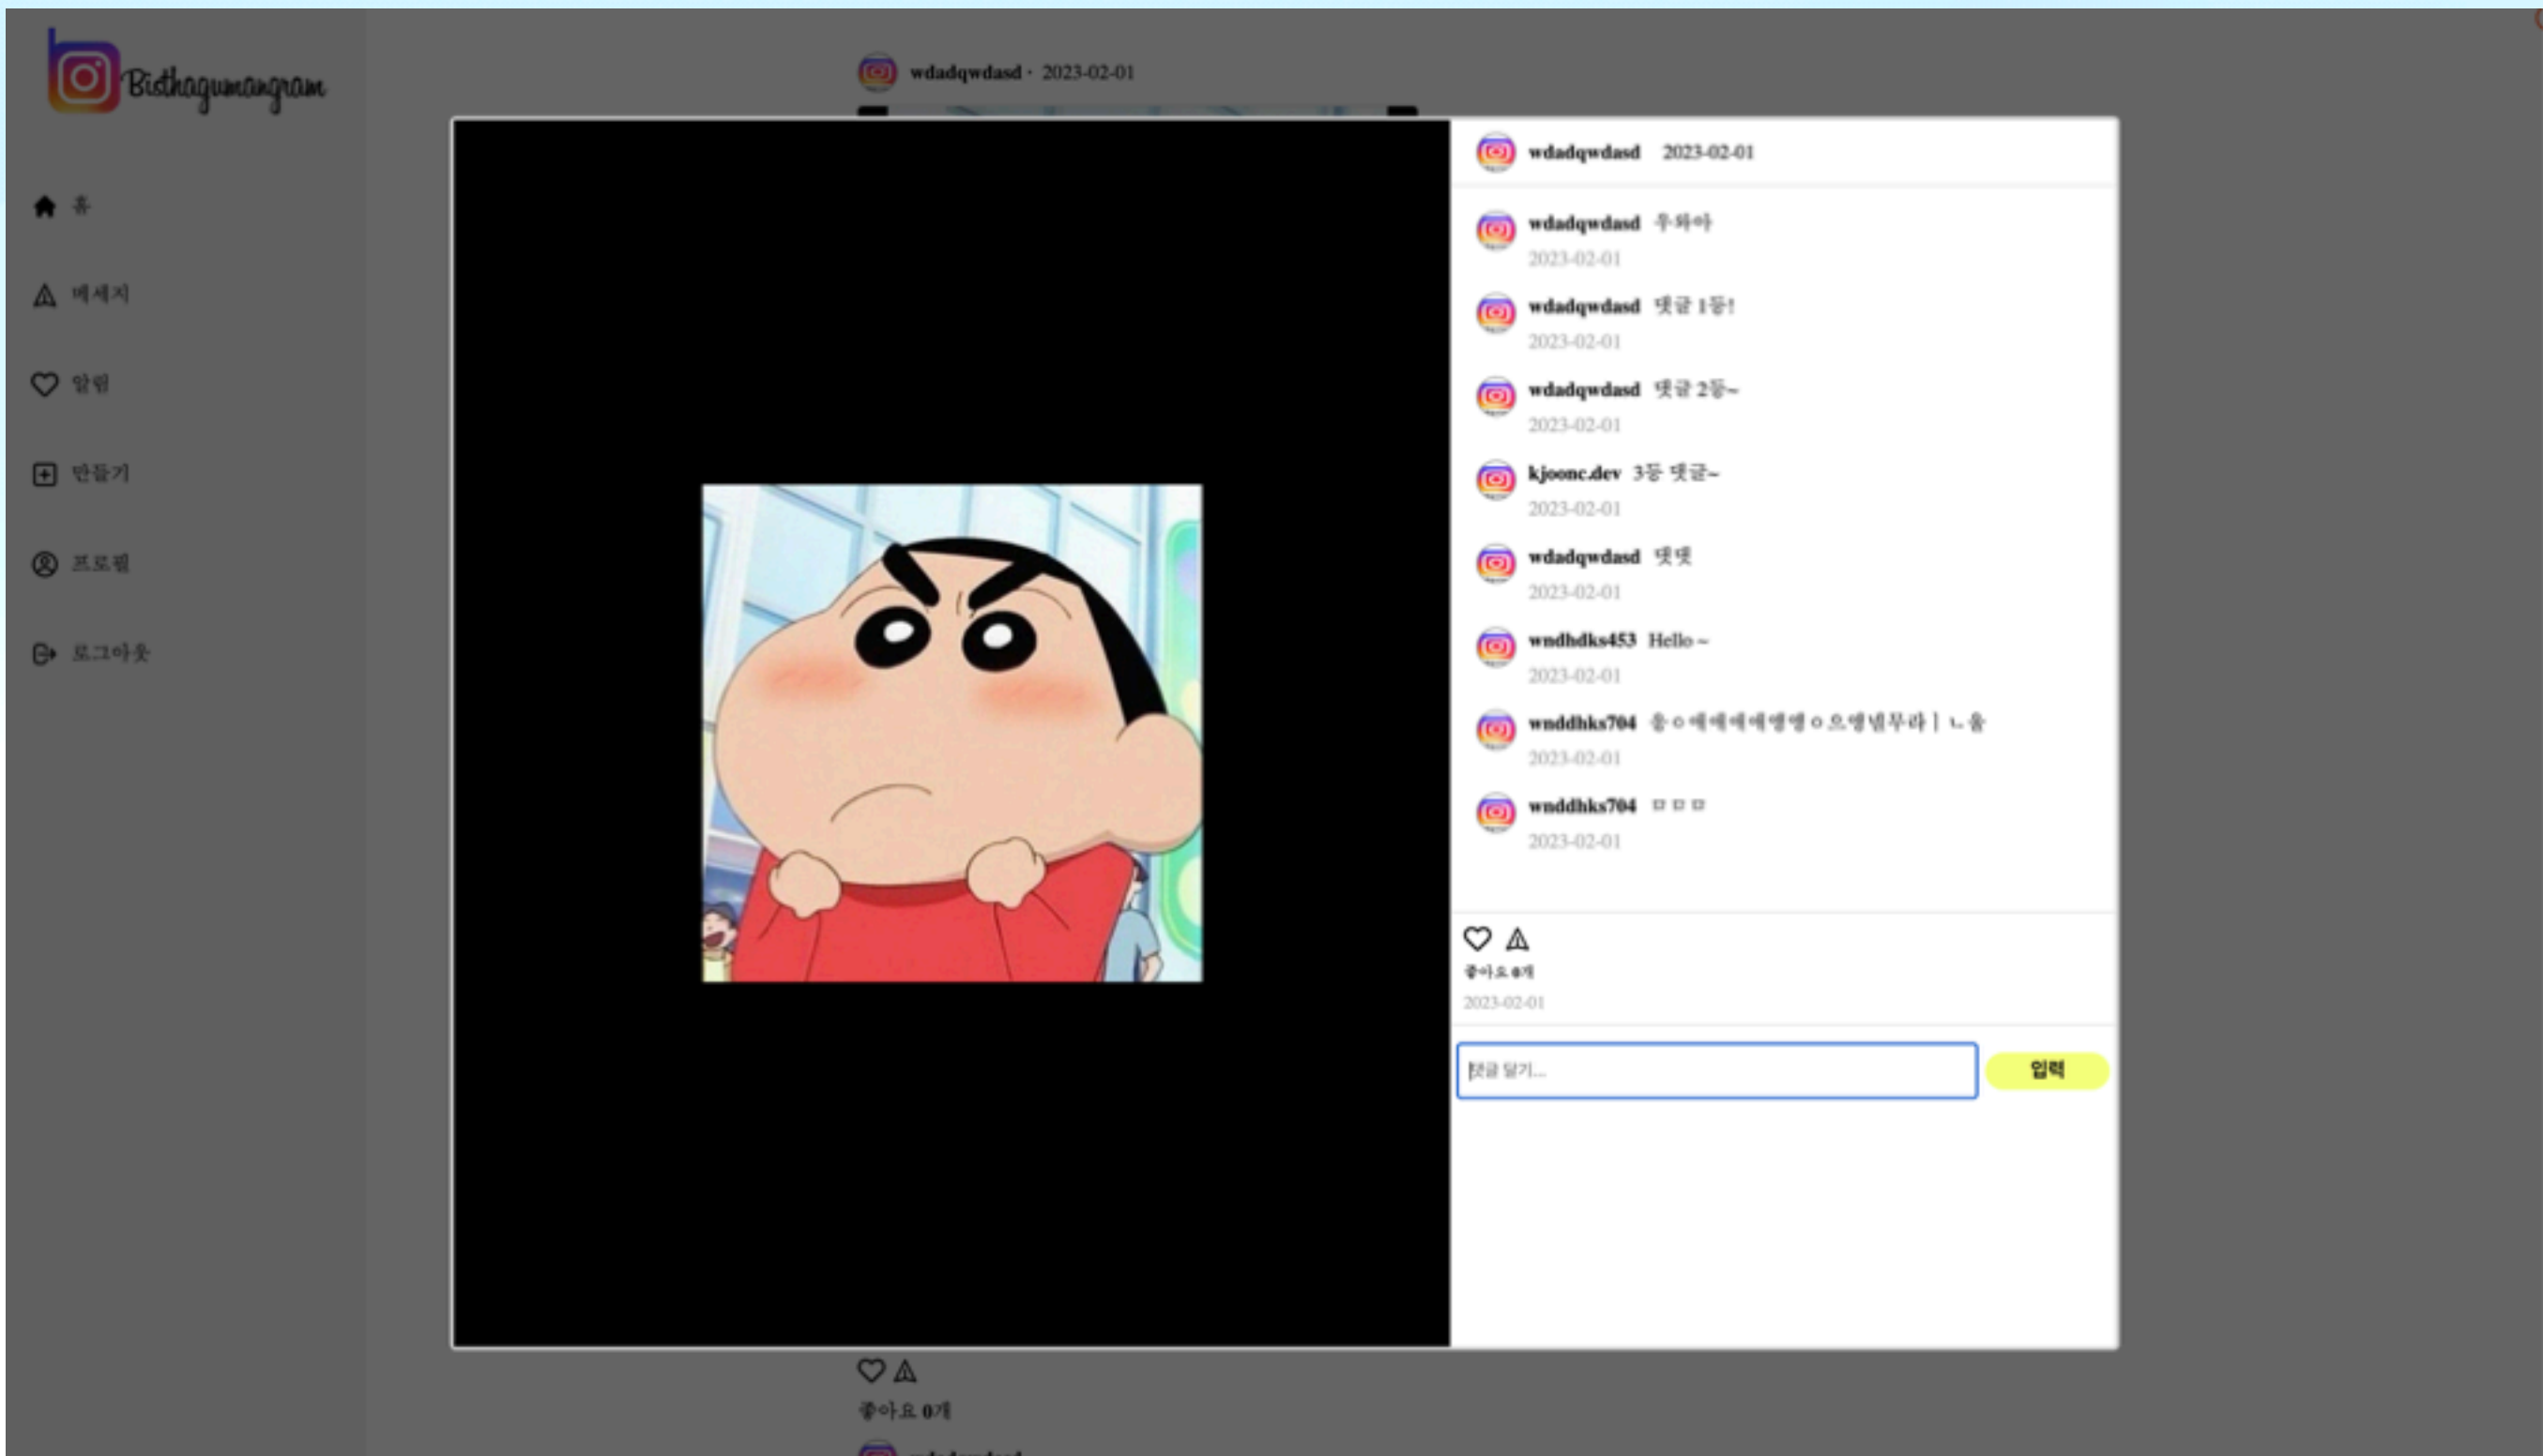 Bisthagumangram
홈
메세지
알림
만들기
프로필
로그아웃
wdadqwdasd · 2023-02-01
wdadqwdasd 2023-02-01
wdadqwdasd 우와아
2023-02-01
wdadqwdasd 댓글 1등!
2023-02-01
wdadqwdasd 댓글 2등~
2023-02-01
kjoonc.dev 3등 댓글~
2023-02-01
wdadqwdasd 댓댓
2023-02-01
wndhdks453 Hello ~
2023-02-01
wnddhks704
2023-02-01
wnddhks704 ㅁㅁㅁ
2023-02-01
좋아요 0개
2023-02-01
댓글 달기...
입력
좋아요 0개